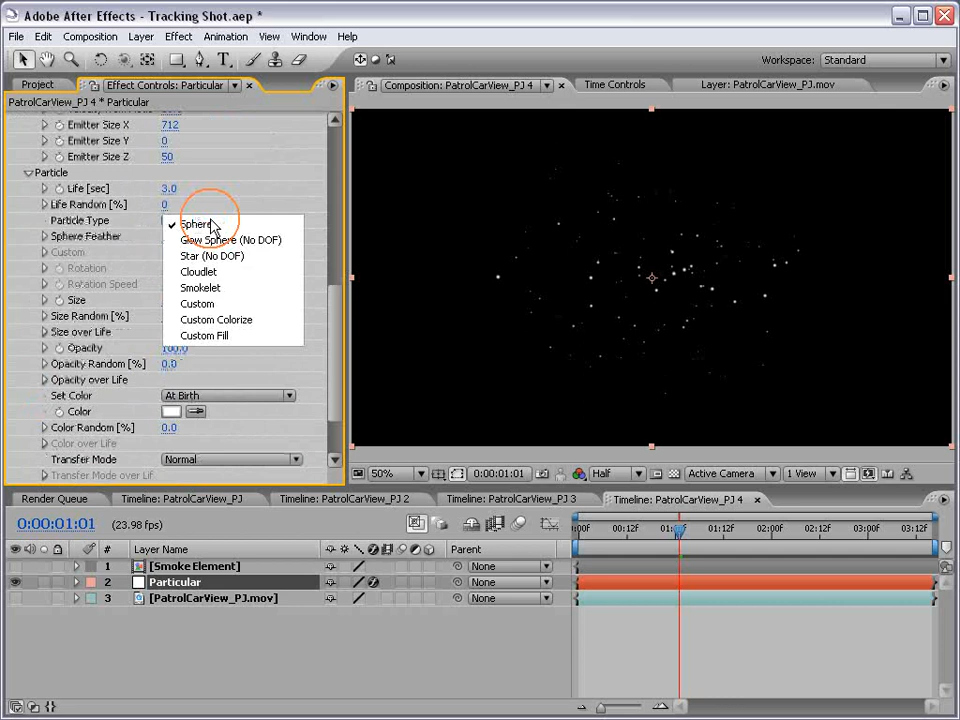 Adobe After Effects - Tracking Shot.aep *
File Edit Composition Layer Effect Animation View Window Help
Workspace: Standard
Project Effect Controls: Particular Composition: PatrolCarView_PJ 4 Time Controls Layer: PatrolCarView_PJ.mov
PatrolCarView_PJ 4 * Particular
Emitter Size X 712
Emitter Size Y 0
Emitter Size Z 50
Particle
Life [sec] 3.0
Life Random [%] 0
Particle Type
Sphere
Sphere Feather
Glow Sphere (No DOF)
Custom
Star (No DOF)
Rotation
Cloudlet
Rotation Speed
Smokelet
Size
Custom
Size Random [%]
Custom Colorize
Size over Life
Custom Fill
Opacity 100.0
Opacity Random [%] 0.0
Opacity over Life
Set Color At Birth
Color
Color Random [%] 0.0
Color over Life
Transfer Mode Normal
Transfer Mode over Lif
50% 0:00:01:01 Half Active Camera 1 View
Render Queue Timeline: PatrolCarView_PJ Timeline: PatrolCarView_PJ 2 Timeline: PatrolCarView_PJ 3 Timeline: PatrolCarView_PJ 4
0:00:01:01 (23.98 fps)
00:12f 01:12f 02:00f 02:12f 03:00f 03:12f
# Layer Name Parent
1 [Smoke Element] None
2 Particular None
3 [PatrolCarView_PJ.mov] None